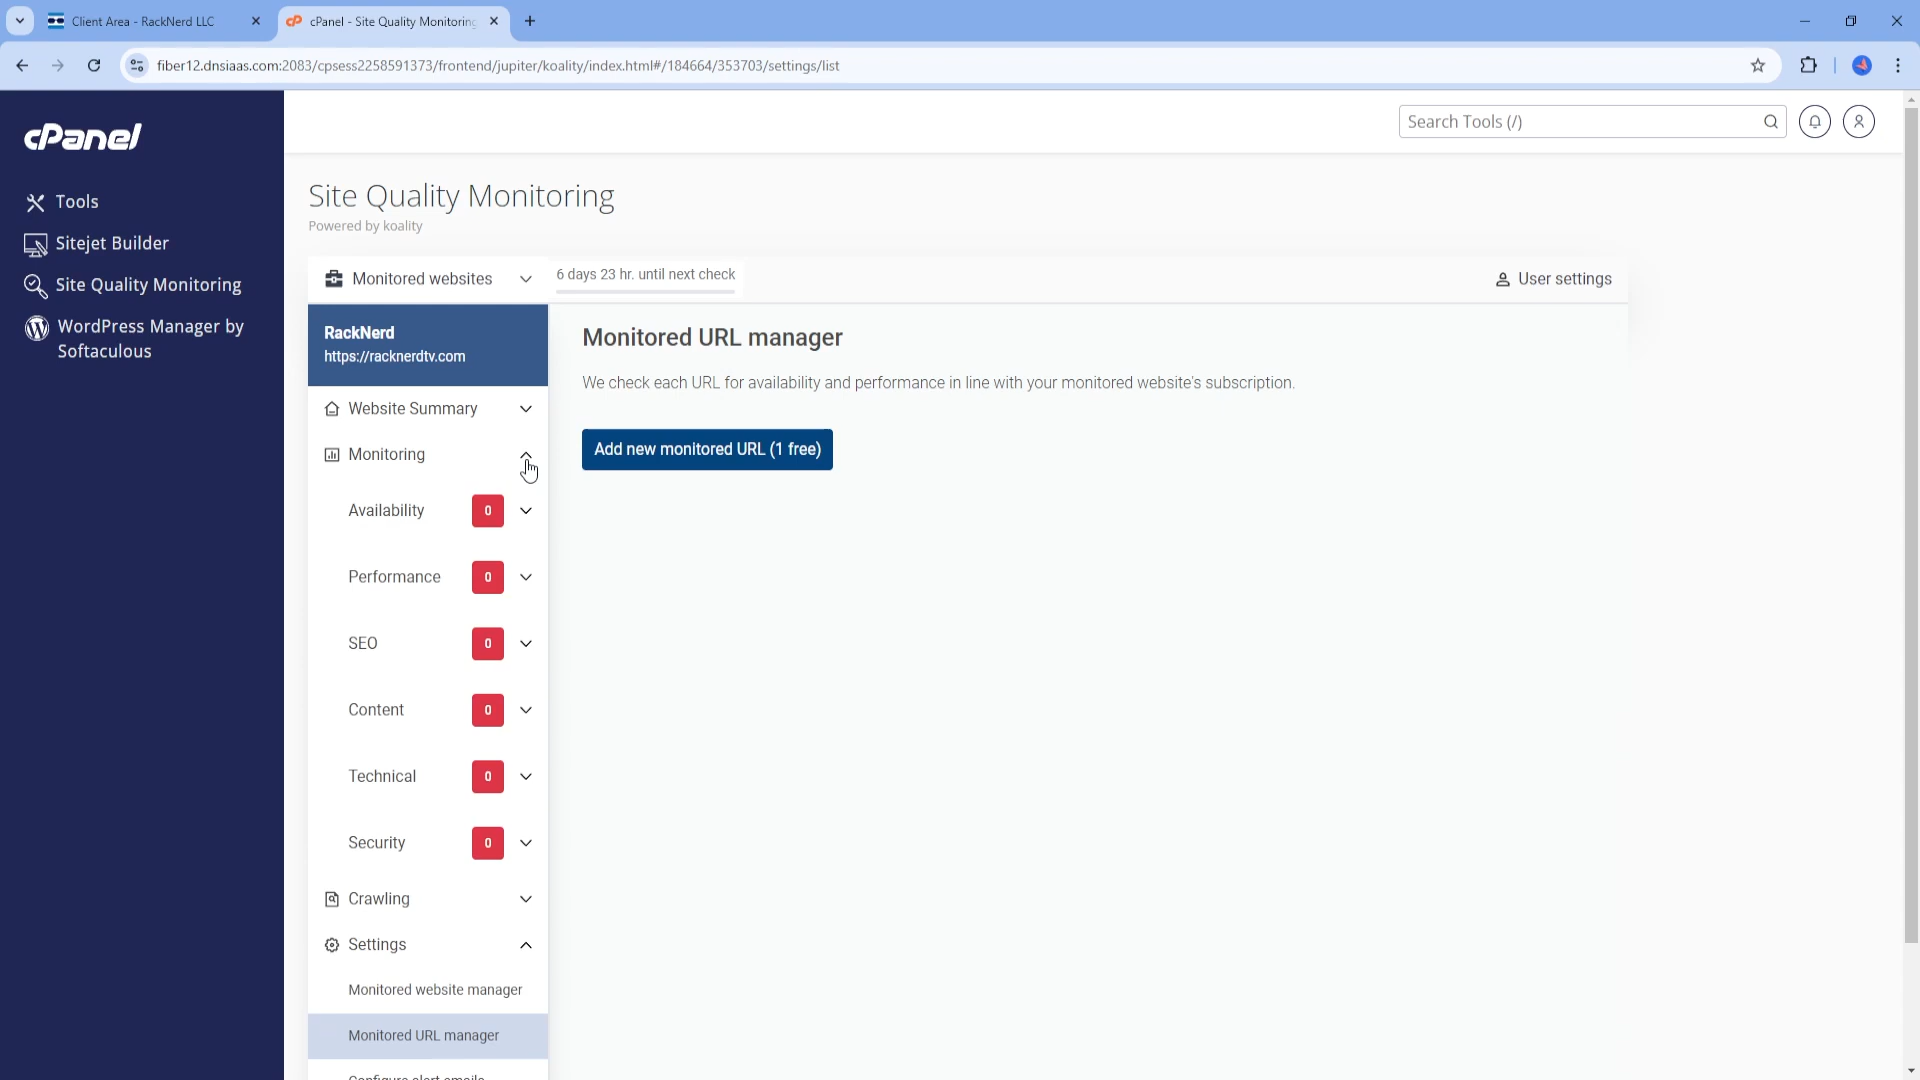 Client Area - RackNerd LLC
cPanel - Site Quality Monitoring
fiber12.dnsiaas.com:2083/cpsess2258591373/frontend/jupiter/koality/index.html#/184664/353703/settings/list
cPanel
Search Tools (/)
Tools
Sitejet Builder
Site Quality Monitoring
WordPress Manager by
Softaculous
Site Quality Monitoring
Powered by koality
Monitored websites
6 days 23 hr. until next check
User settings
RackNerd
https://racknerdtv.com
Website Summary
Monitoring
Availability 0
Performance 0
SEO 0
Content 0
Technical 0
Security 0
Crawling
Settings
Monitored website manager
Monitored URL manager
Configure alert emails
Monitored URL manager
We check each URL for availability and performance in line with your monitored website's subscription.
Add new monitored URL (1 free)